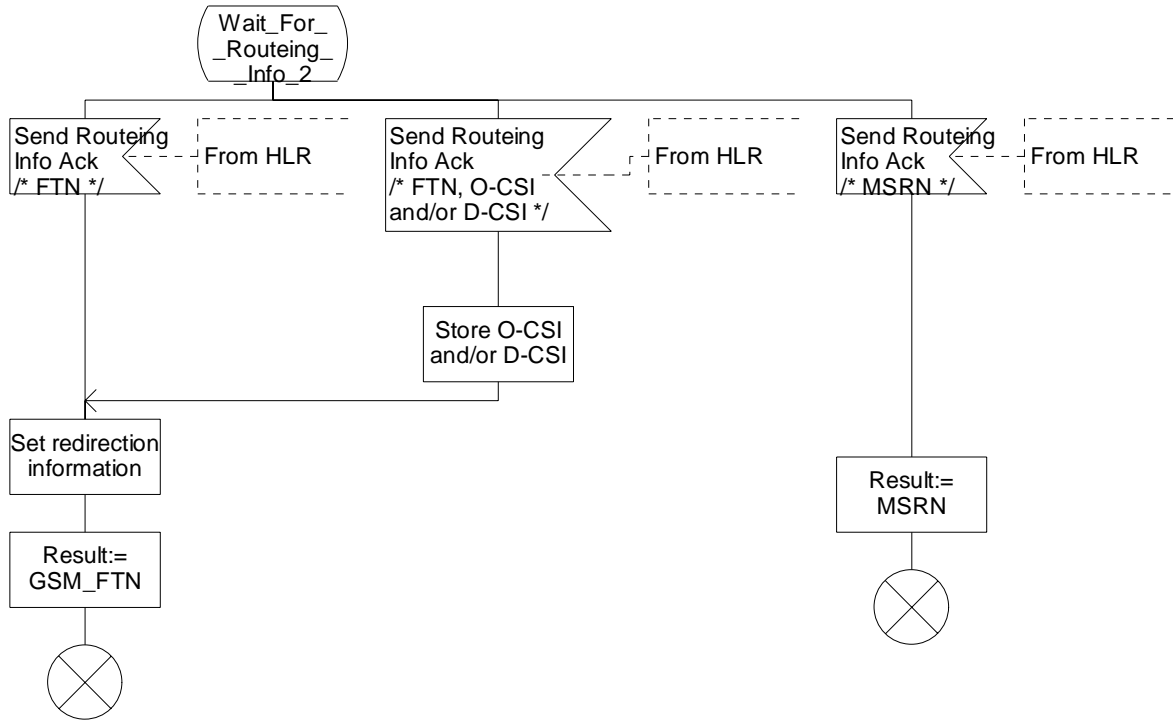 Wait_For_
_Routeing_
_Info_2
Send Routeing
Info Ack
/* FTN */
From HLR
Send Routeing
Info Ack
/* FTN, O-CSI
and/or D-CSI */
From HLR
Send Routeing
Info Ack
/* MSRN */
From HLR
Store O-CSI
and/or D-CSI
Set redirection
information
Result:=
GSM_FTN
Result:=
MSRN